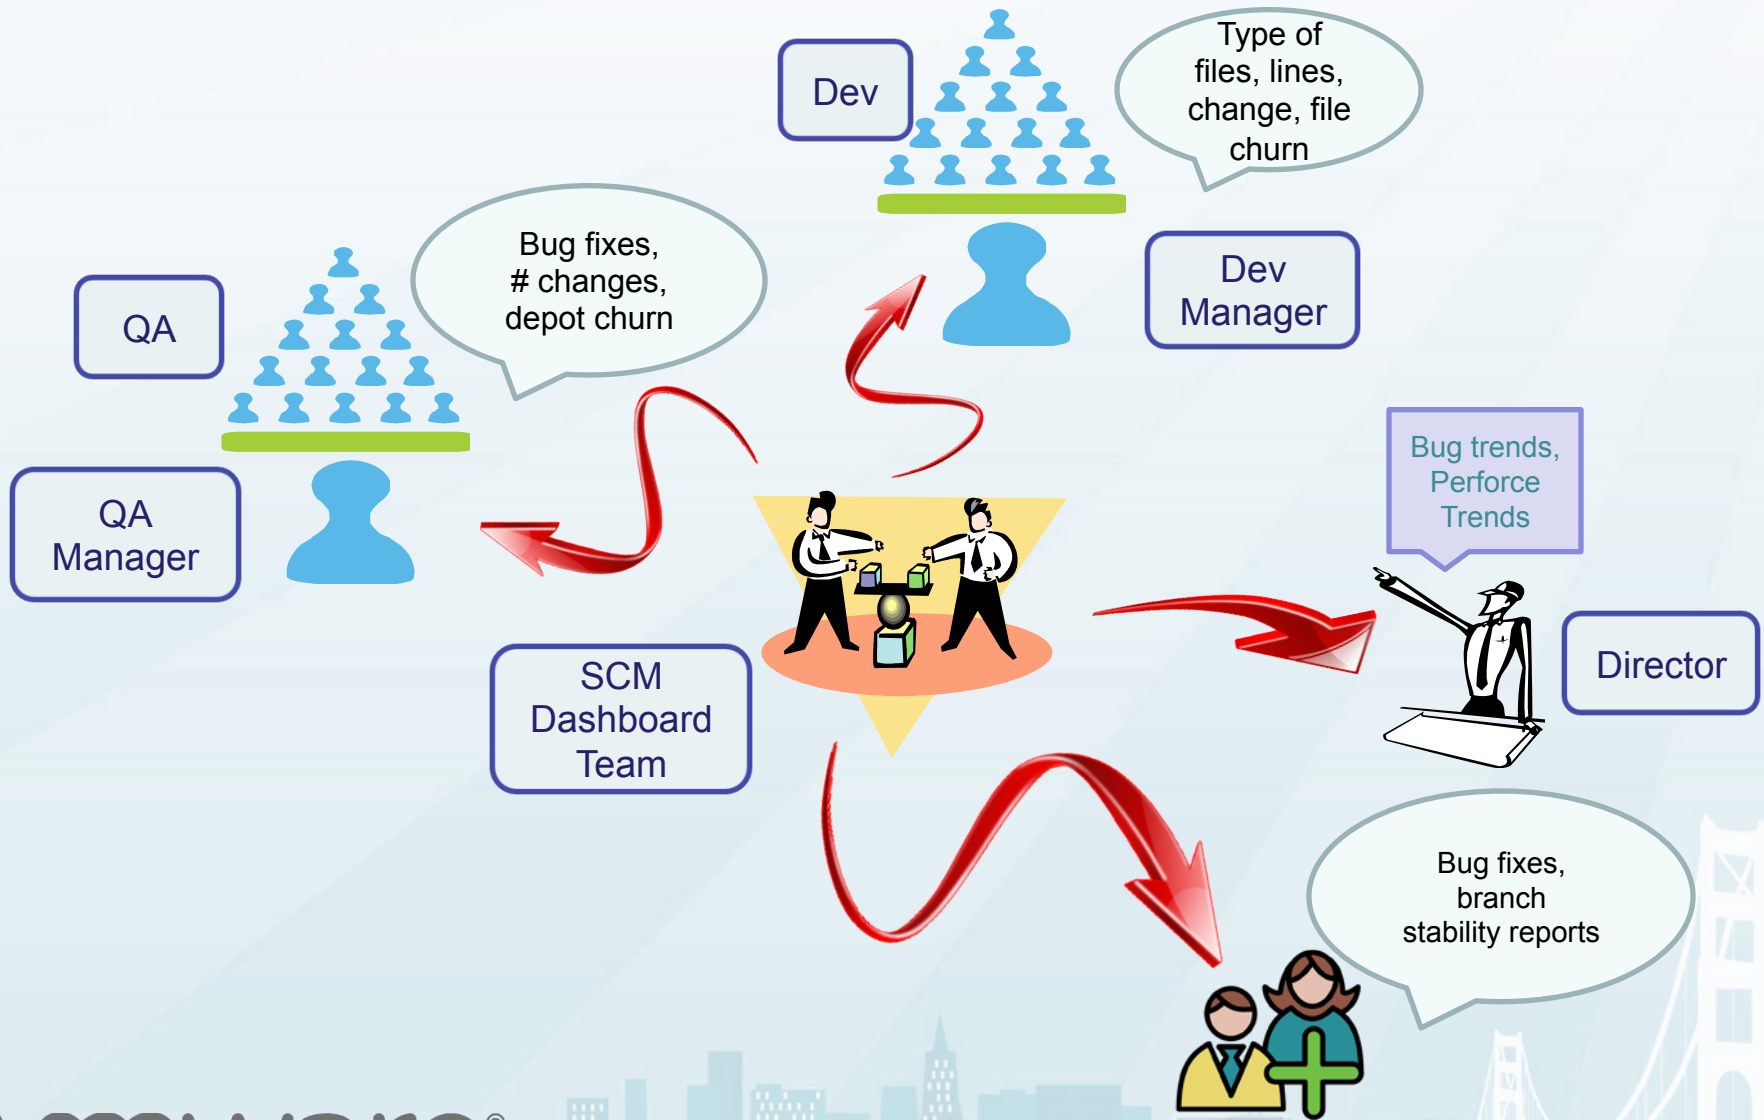 Dev
Type of
files, lines,
change, file
churn
Bug fixes,
# changes,
depot churn
Dev
Manager
QA
QA
Manager
Bug trends,
Perforce
Trends
SCM
Dashboard
Team
Director
Bug fixes,
branch
stability reports